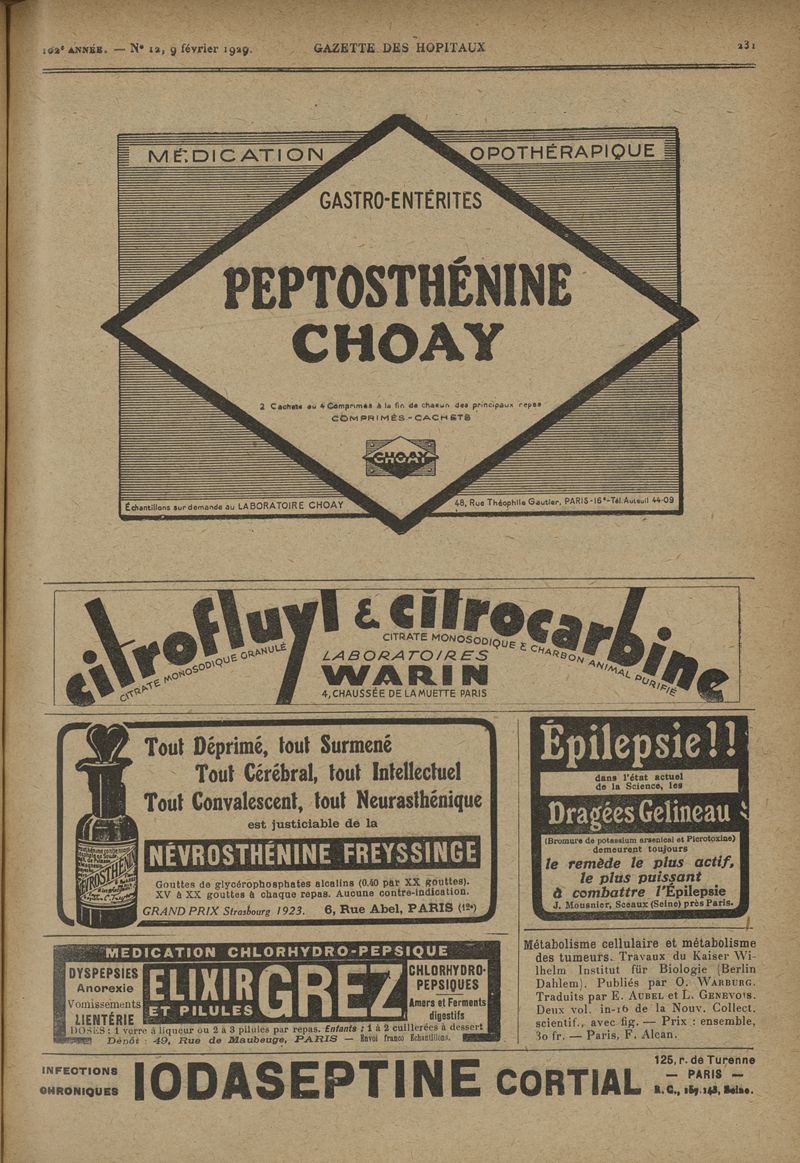 102e ANNÉE. — No 12, 9 février 1929. GAZETTE DES HOPITAUX 231
MÉDICATION OPOTHÉRAPIQUE
GASTRO-ENTÉRITES
PEPTOSTHÉNINE
CHOAY
2 Cachets ou 4 Comprimés à la fin de chacun des principaux repas
COMPRIMÉS-CACHETS
CHOAY
Échantillons sur demande au LABORATOIRE CHOAY
48, Rue Théophile Gautier, PARIS-16e-Tél. Auteuil 44-09
citrofluyl & citrocarbine
CITRATE MONOSODIQUE GRANULÉ
CITRATE MONOSODIQUE & CHARBON ANIMAL PURIFIÉ
LABORATOIRES
WARIN
4, CHAUSSÉE DE LA MUETTE PARIS
Tout Déprimé, tout Surmené
Tout Cérébral, tout Intellectuel
Tout Convalescent, tout Neurasthénique
est justiciable de la
NÉVROSTHÉNINE FREYSSINGE
Gouttes de glycérophosphates alcalins (0.40 par XX gouttes).
XV à XX gouttes à chaque repas. Aucune contre-indication.
GRAND PRIX Strasbourg 1923. 6, Rue Abel, PARIS (12e)
Épilepsie!!
dans l'état actuel
de la Science, les
Dragées Gelineau
(Bromure de potassium arsenical et Picrotoxine)
demeurent toujours
le remède le plus actif,
le plus puissant
à combattre l'Épilepsie
J. Mousnier, Sceaux (Seine) près Paris.
MEDICATION CHLORHYDRO-PEPSIQUE
DYSPEPSIES
Anorexie
Vomissements
LIENTÉRIE
ELIXIR
ET PILULES
GREZ
CHLORHYDRO-
PEPSIQUES
Amers et Ferments
digestifs
DOSES : 1 verre à liqueur ou 2 à 3 pilules par repas. Enfants : 1 à 2 cuillerées à dessert
Dépôt : 49, Rue de Maubeuge, PARIS — Envoi franco Échantillons.
Métabolisme cellulaire et métabolisme
des tumeurs. Travaux du Kaiser Wi-
lhelm Institut für Biologie (Berlin
Dahlem). Publiés par O. WARBURG.
Traduits par E. AUBEL et L. GENEVOIS.
Deux vol. in-16 de la Nouv. Collect.
scientif., avec fig. — Prix : ensemble,
30 fr. — Paris, F. Alcan.
INFECTIONS
CHRONIQUES
IODASEPTINE CORTIAL
125, r. de Turenne
— PARIS —
R. C., 157.143, Seine.